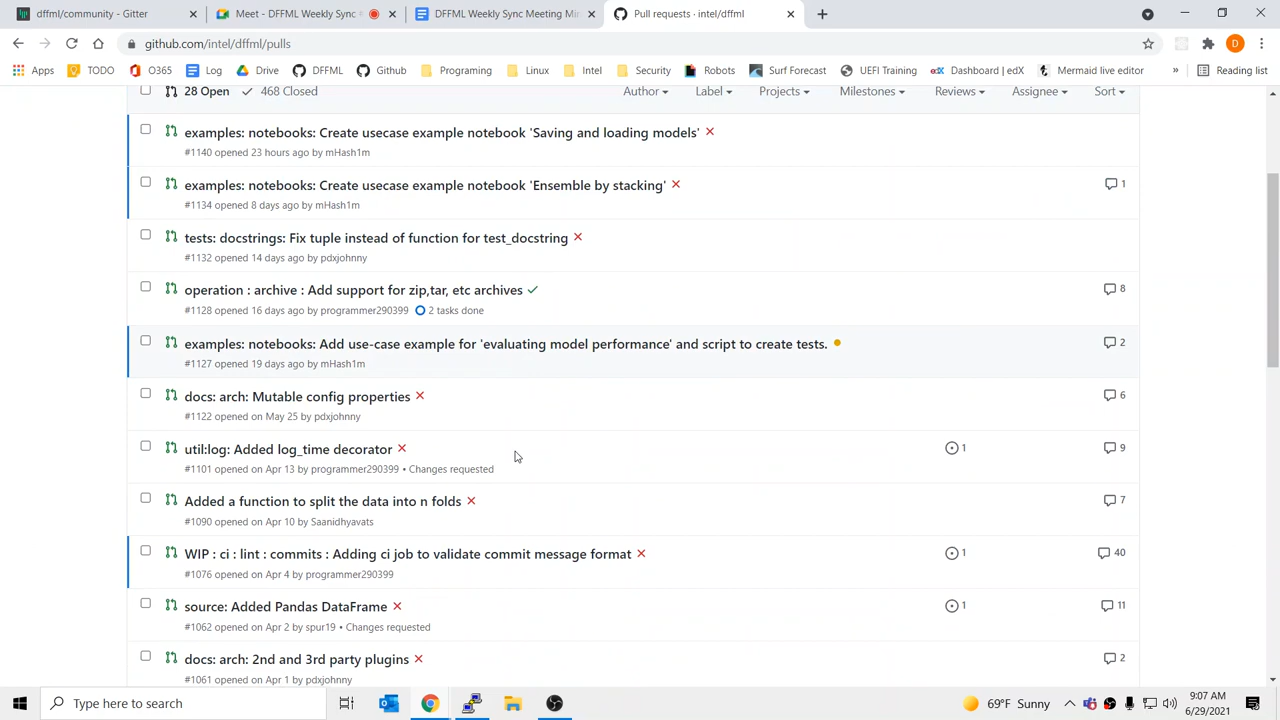 dffml/community - Gitter
Meet - DFFML Weekly Sync
DFFML Weekly Sync Meeting Min
Pull requests · intel/dffml
github.com/intel/dffml/pulls
Apps TODO O365 Log Drive DFFML Github Programing Linux Intel Security Robots Surf Forecast UEFI Training Dashboard | edX Mermaid live editor » Reading list
28 Open 468 Closed Author Label Projects Milestones Reviews Assignee Sort
examples: notebooks: Create usecase example notebook 'Saving and loading models'
#1140 opened 23 hours ago by mHash1m
examples: notebooks: Create usecase example notebook 'Ensemble by stacking' 1
#1134 opened 8 days ago by mHash1m
tests: docstrings: Fix tuple instead of function for test_docstring
#1132 opened 14 days ago by pdxjohnny
operation : archive : Add support for zip,tar, etc archives 8
#1128 opened 16 days ago by programmer290399 2 tasks done
examples: notebooks: Add use-case example for 'evaluating model performance' and script to create tests. 2
#1127 opened 19 days ago by mHash1m
docs: arch: Mutable config properties 6
#1122 opened on May 25 by pdxjohnny
util:log: Added log_time decorator 1 9
#1101 opened on Apr 13 by programmer290399 • Changes requested
Added a function to split the data into n folds 7
#1090 opened on Apr 10 by Saanidhyavats
WIP : ci : lint : commits : Adding ci job to validate commit message format 1 40
#1076 opened on Apr 4 by programmer290399
source: Added Pandas DataFrame 1 11
#1062 opened on Apr 2 by spur19 • Changes requested
docs: arch: 2nd and 3rd party plugins 2
#1061 opened on Apr 1 by pdxjohnny
Type here to search
69°F Sunny
9:07 AM
6/29/2021